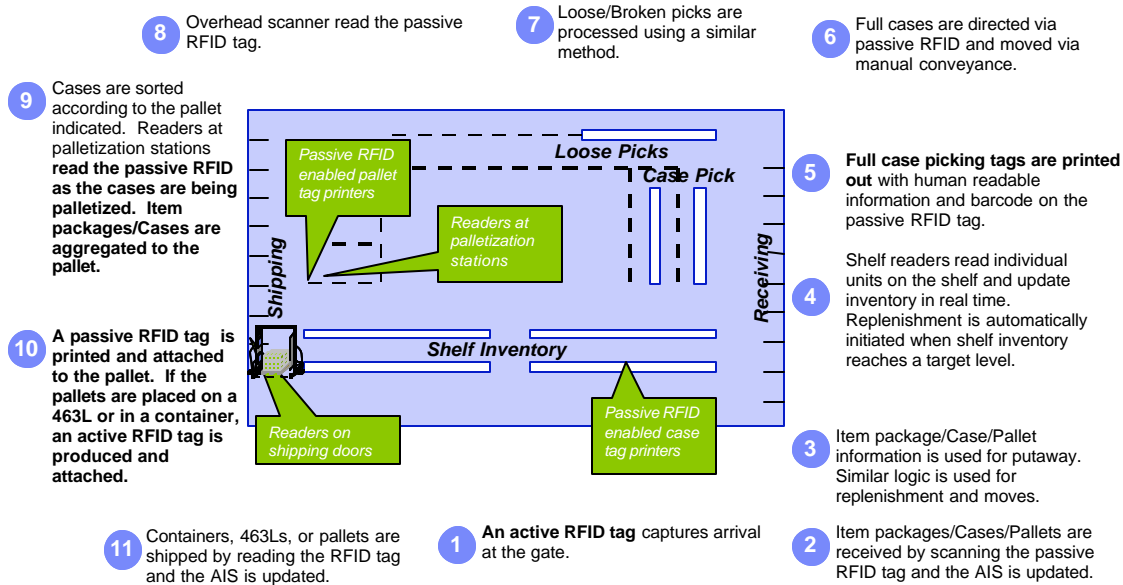 8
Overhead scanner read the passive
RFID tag.
7
Loose/Broken picks are
processed using a similar
method.
6
Full cases are directed via
passive RFID and moved via
manual conveyance.
9
Cases are sorted
according to the pallet
indicated. Readers at
palletization stations
read the passive RFID
as the cases are being
palletized. Item
packages/Cases are
aggregated to the
pallet.
Passive RFID
enabled pallet
tag printers
Loose Picks
Case Pick
Readers at
palletization
stations
Shipping
Receiving
5
Full case picking tags are printed
out with human readable
information and barcode on the
passive RFID tag.
4
Shelf readers read individual
units on the shelf and update
inventory in real time.
Replenishment is automatically
initiated when shelf inventory
reaches a target level.
10
A passive RFID tag is
printed and attached
to the pallet. If the
pallets are placed on a
463L or in a container,
an active RFID tag is
produced and
attached.
Shelf Inventory
Readers on
shipping doors
Passive RFID
enabled case
tag printers
3
Item package/Case/Pallet
information is used for putaway.
Similar logic is used for
replenishment and moves.
11
Containers, 463Ls, or pallets are
shipped by reading the RFID tag
and the AIS is updated.
1
An active RFID tag captures arrival
at the gate.
2
Item packages/Cases/Pallets are
received by scanning the passive
RFID tag and the AIS is updated.